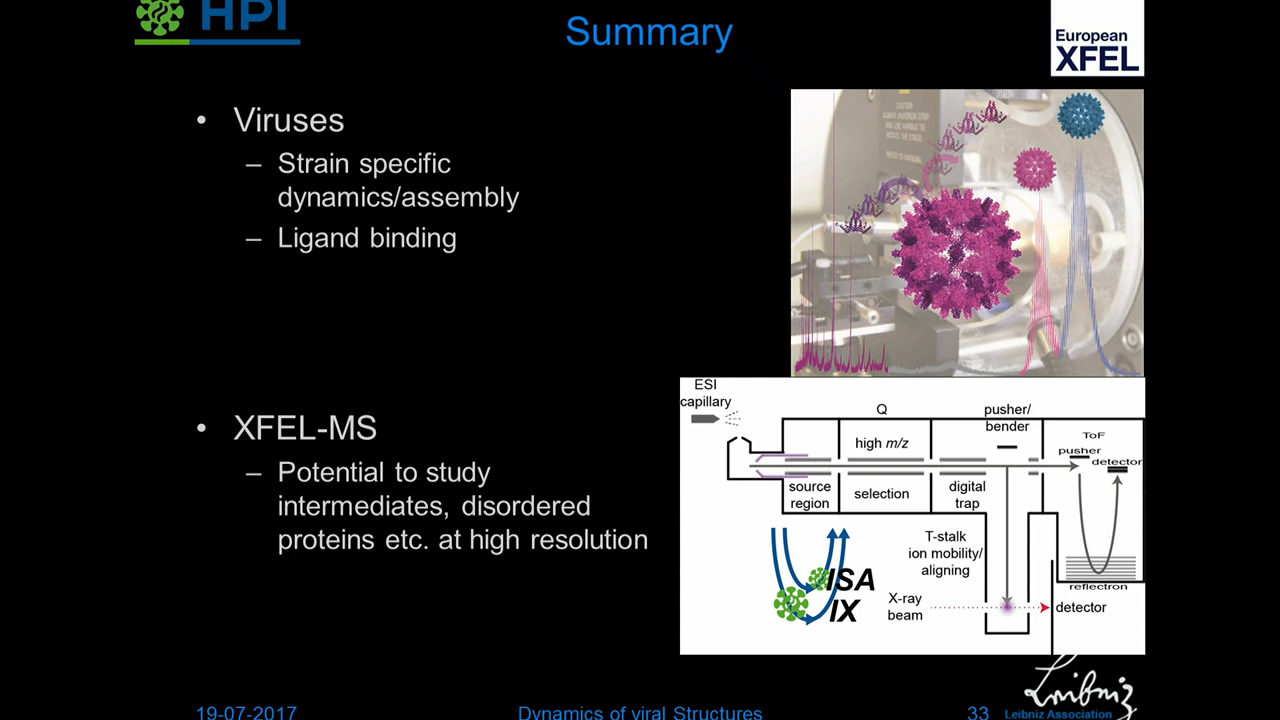 HPI
Summary
European
XFEL
• Viruses
– Strain specific
dynamics/assembly
– Ligand binding
• XFEL-MS
– Potential to study
intermediates, disordered
proteins etc. at high resolution
CAUTION
ESI
capillary
Q
pusher/
bender
ToF
pusher
detector
high m/z
source
region
selection
digital
trap
T-stalk
ion mobility/
aligning
reflectron
ISA
IX
X-ray
beam
detector
Leibniz
Leibniz Association
19-07-2017
Dynamics of viral Structures
33